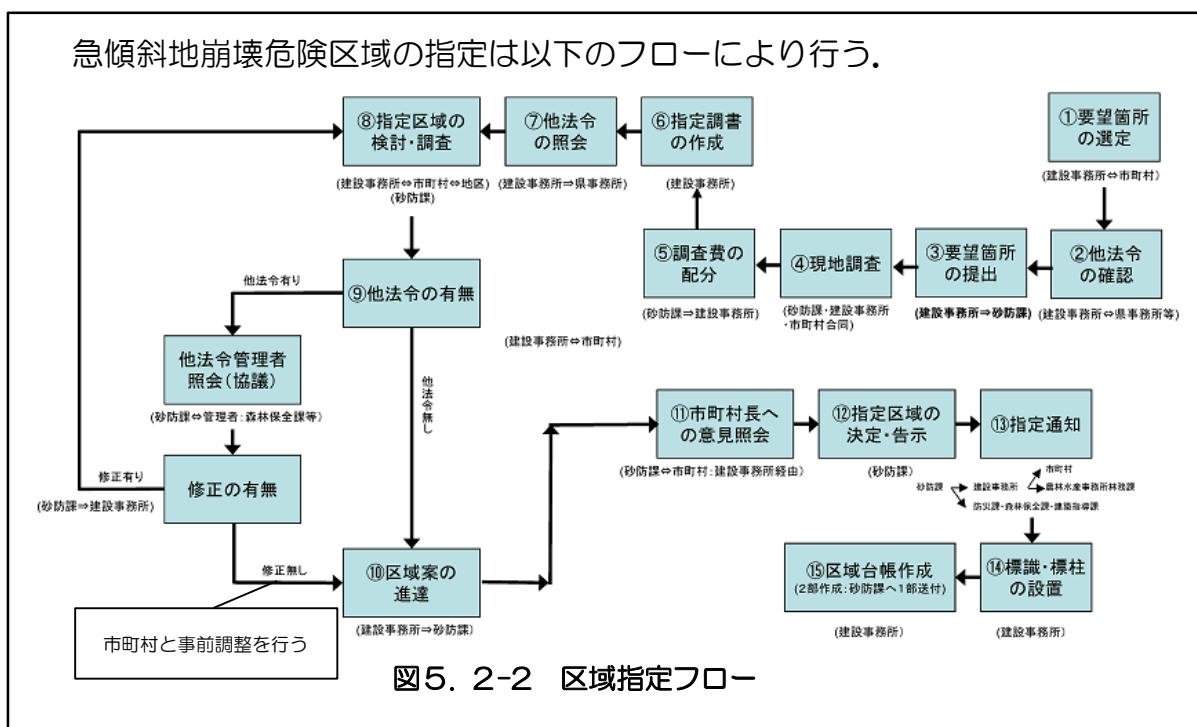 急傾斜地崩壊危険区域の指定は以下のフローにより行う.
①要望箇所
の選定
(建設事務所⇔市町村)
②他法令
の確認
(建設事務所⇔県事務所等)
③要望箇所
の提出
(建設事務所⇒砂防課)
④現地調査
(砂防課・建設事務所
・市町村合同)
⑤調査費の
配分
(砂防課⇒建設事務所)
⑥指定調書
の作成
(建設事務所)
⑦他法令
の照会
(建設事務所⇒県事務所)
⑧指定区域の
検討・調査
(建設事務所⇔市町村⇔地区)
(砂防課)
⑨他法令の有無
(建設事務所⇔市町村)
他法令有り
他法令管理者
照会(協議)
(砂防課⇔管理者:森林保全課等)
修正の有無
修正有り
(砂防課⇒建設事務所)
修正無し
市町村と事前調整を行う
他法令無し
⑩区域案の
進達
(建設事務所⇒砂防課)
⑪市町村長へ
の意見照会
(砂防課⇔市町村:建設事務所経由)
⑫指定区域の
決定・告示
(砂防課)
⑬指定通知
市町村
砂防課 建設事務所 農林水産事務所林務課
防災課・森林保全課・建築指導課
⑭標識・標柱
の設置
(建設事務所)
⑮区域台帳作成
(2部作成:砂防課へ1部送付)
(建設事務所)
図5.2-2 区域指定フロー